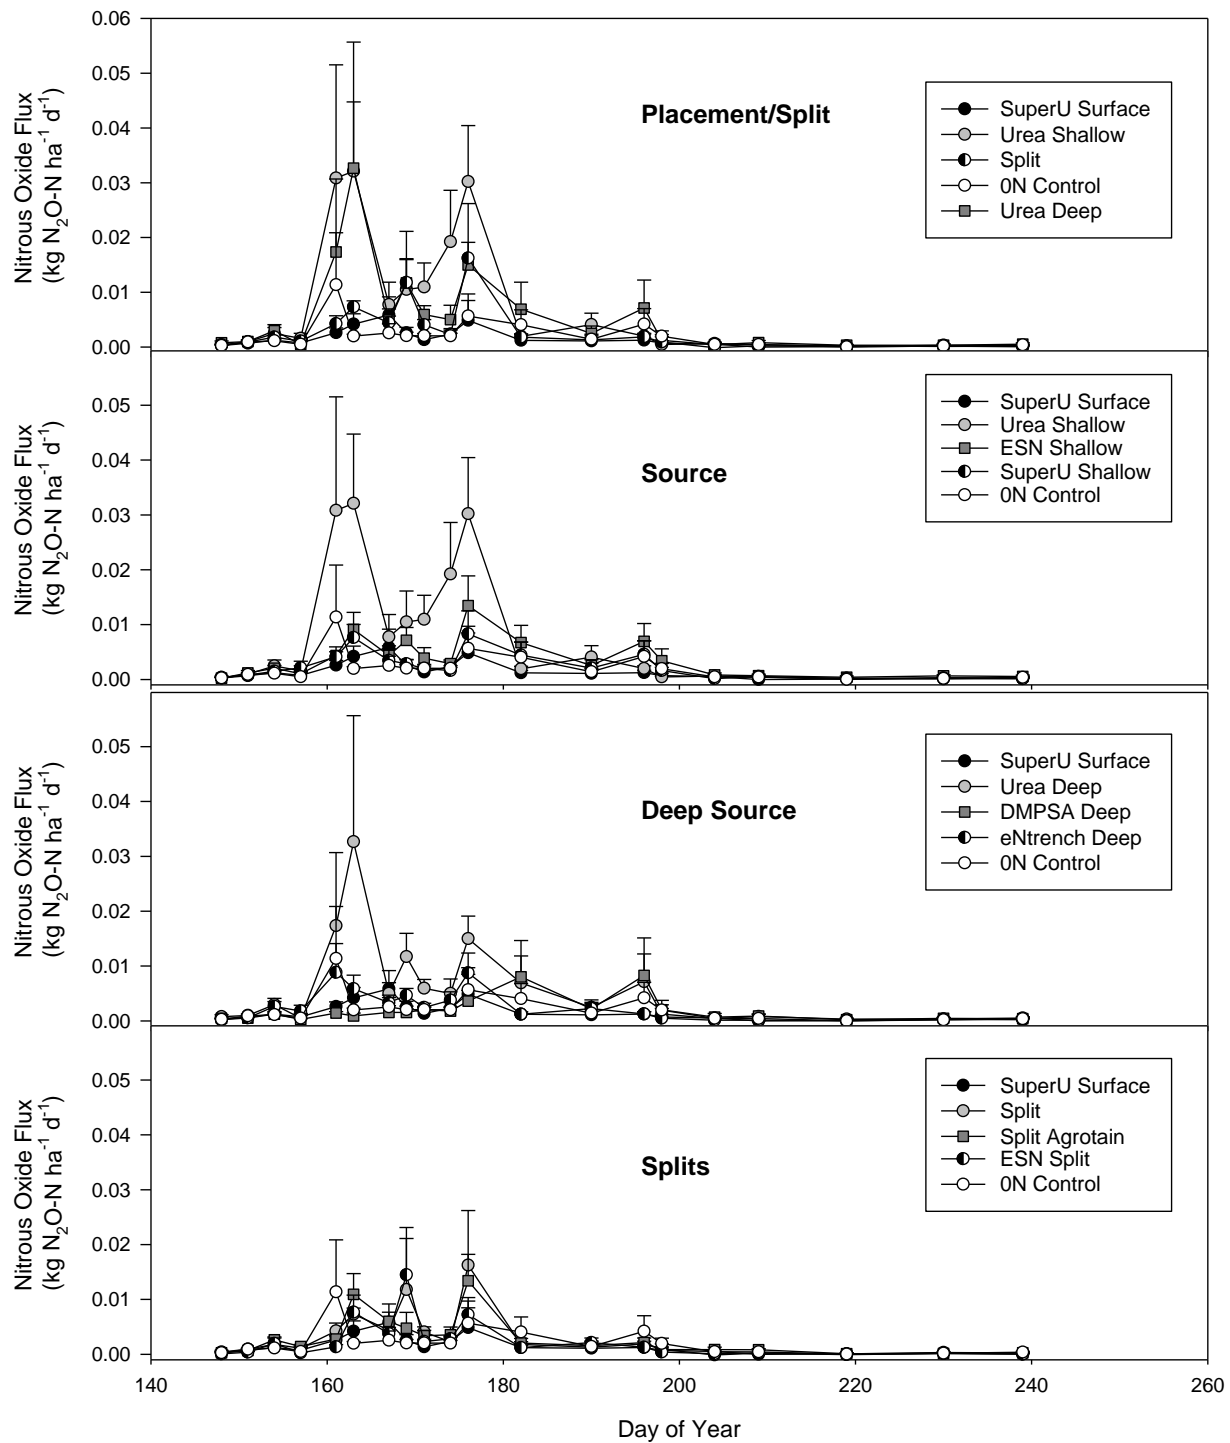 0.06
0.05
0.04
0.03
0.02
0.01
0.00
Nitrous Oxide Flux
(kg N₂O-N ha⁻¹ d⁻¹)
Placement/Split
SuperU Surface
Urea Shallow
Split
0N Control
Urea Deep
0.05
0.04
0.03
0.02
0.01
0.00
Nitrous Oxide Flux
(kg N₂O-N ha⁻¹ d⁻¹)
Source
SuperU Surface
Urea Shallow
ESN Shallow
SuperU Shallow
0N Control
0.05
0.04
0.03
0.02
0.01
0.00
Nitrous Oxide Flux
(kg N₂O-N ha⁻¹ d⁻¹)
Deep Source
SuperU Surface
Urea Deep
DMPSA Deep
eNtrench Deep
0N Control
0.05
0.04
0.03
0.02
0.01
0.00
Nitrous Oxide Flux
(kg N₂O-N ha⁻¹ d⁻¹)
Splits
SuperU Surface
Split
Split Agrotain
ESN Split
0N Control
140 160 180 200 220 240 260
Day of Year